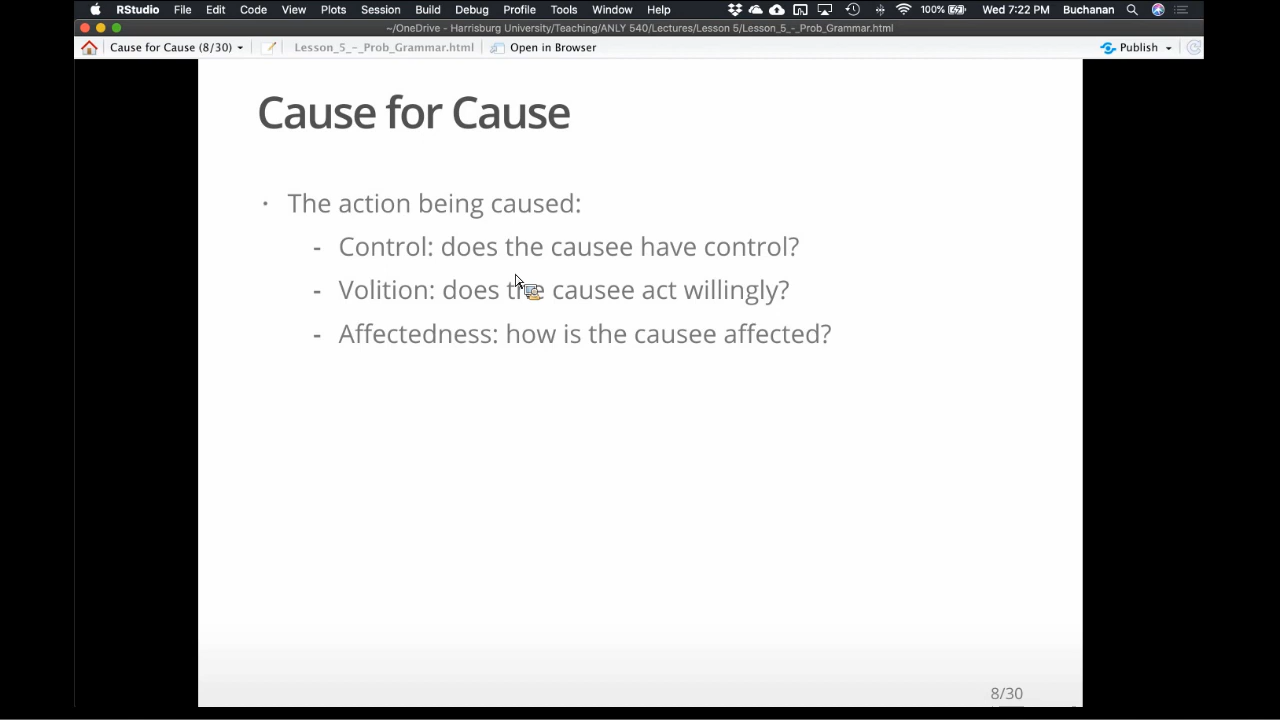 RStudio File Edit Code View Plots Session Build Debug Profile Tools Window Help 100% Wed 7:22 PM Buchanan
~/OneDrive - Harrisburg University/Teaching/ANLY 540/Lectures/Lesson 5/Lesson_5_-_Prob_Grammar.html
Cause for Cause (8/30) Lesson_5_-_Prob_Grammar.html Open in Browser Publish
Cause for Cause
• The action being caused:
- Control: does the causee have control?
- Volition: does the causee act willingly?
- Affectedness: how is the causee affected?
8/30